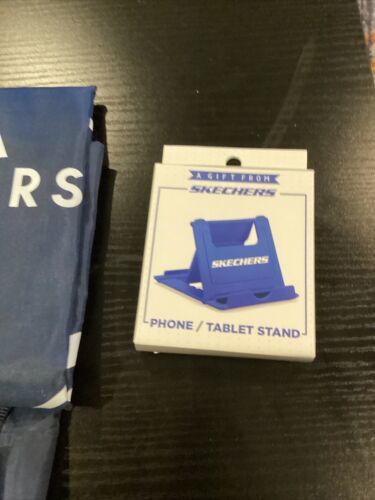 A
RS
A GIFT FROM
SKECHERS
SKECHERS
PHONE / TABLET STAND